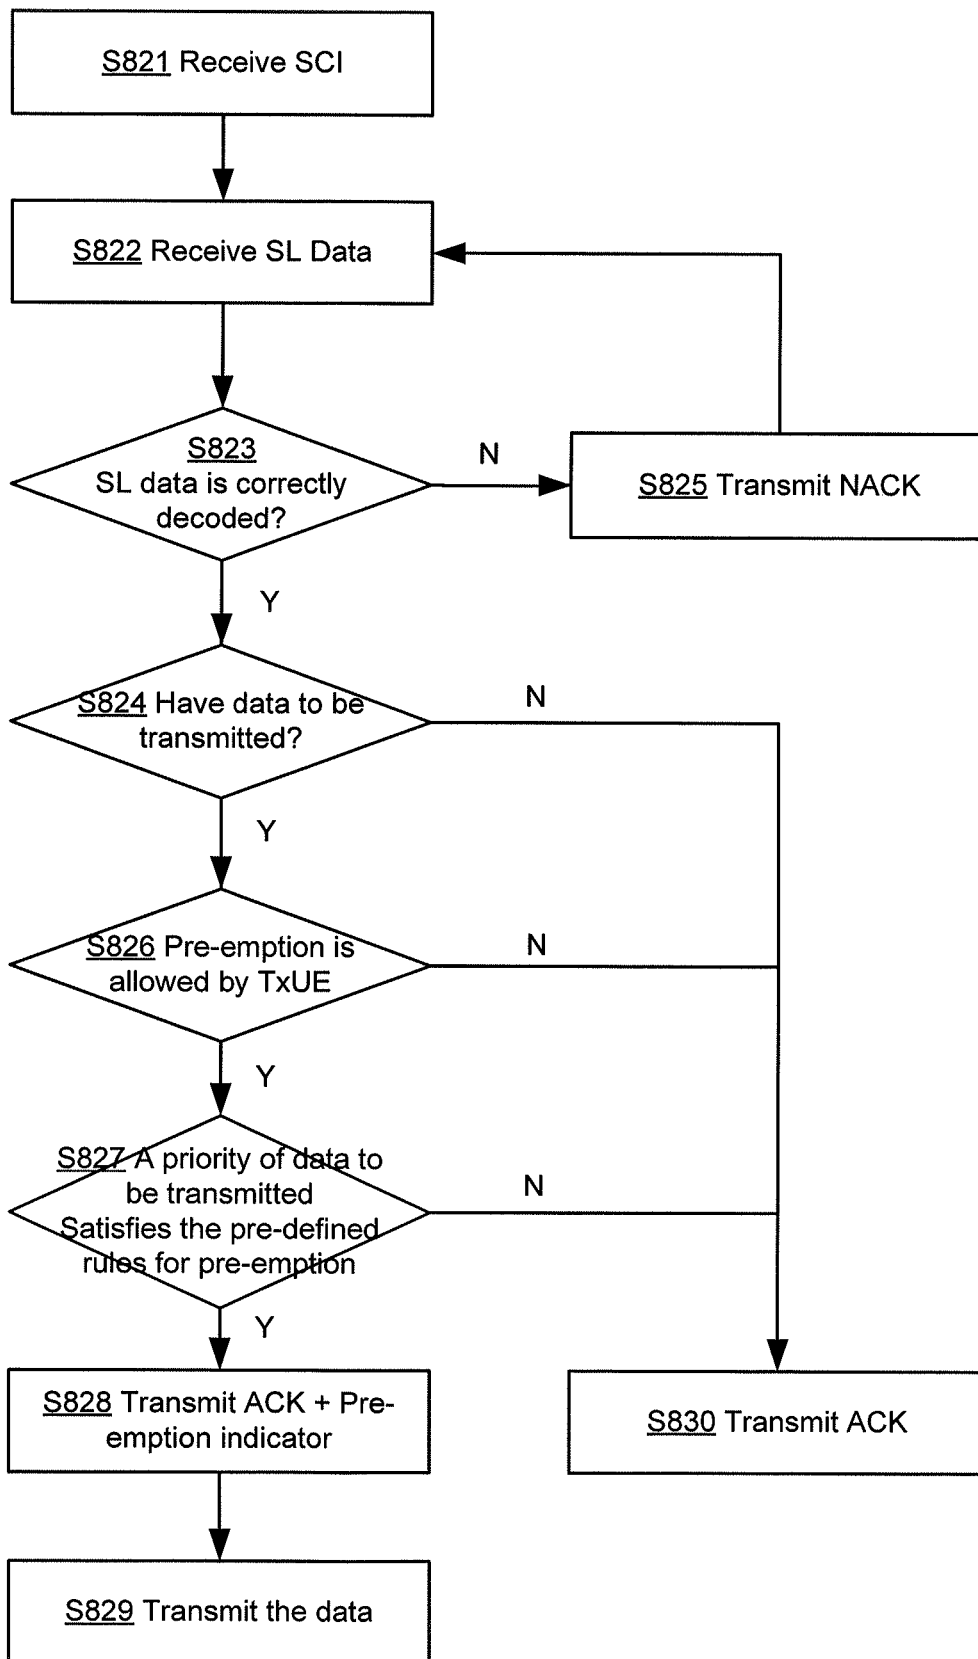 S821 Receive SCI
S822 Receive SL Data
S823
SL data is correctly
decoded?
N
S825 Transmit NACK
Y
S824 Have data to be
transmitted?
N
Y
S826 Pre-emption is
allowed by TxUE
N
Y
S827 A priority of data to
be transmitted
Satisfies the pre-defined
rules for pre-emption
N
Y
S828 Transmit ACK + Pre-
emption indicator
S830 Transmit ACK
S829 Transmit the data